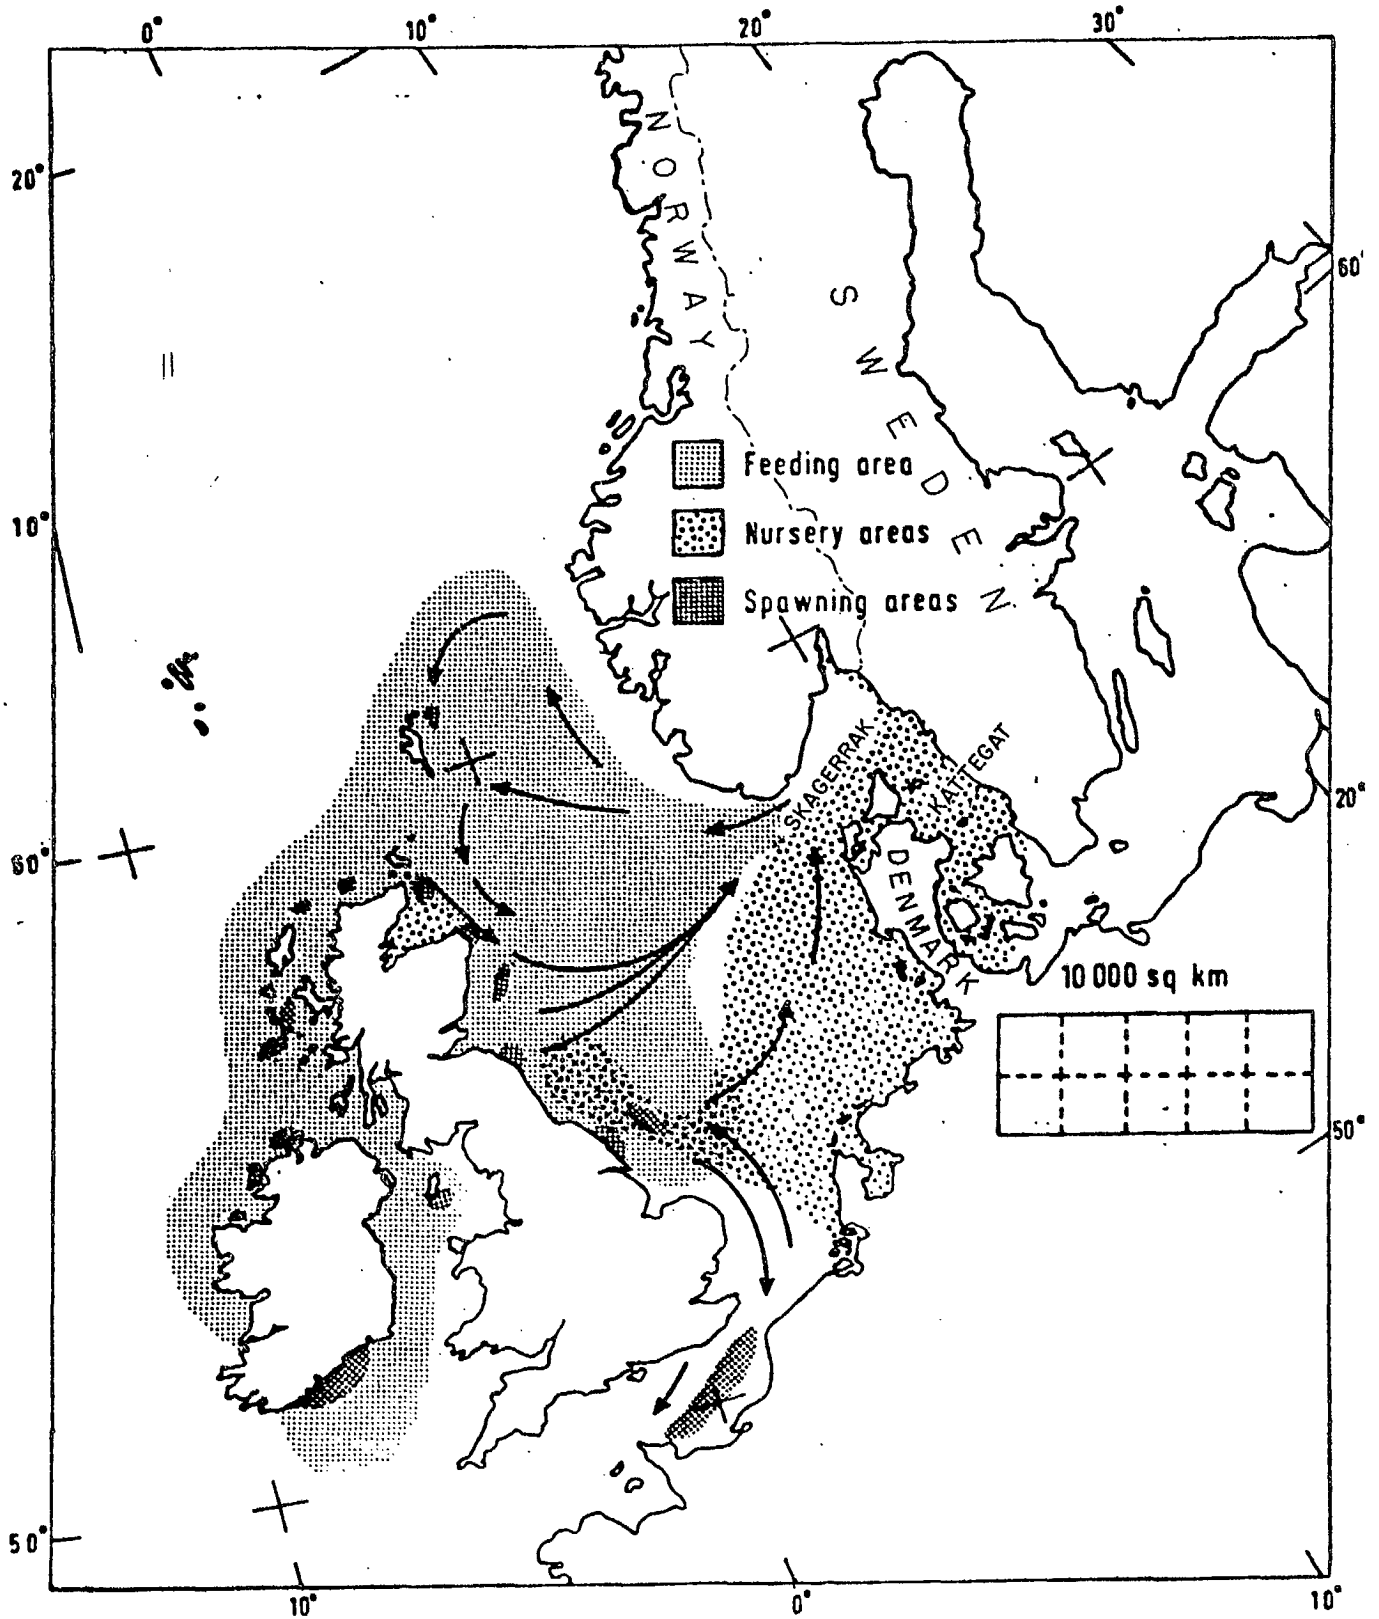 0°
10°
20°
30°
20°
NORWAY
60'
SWEDEN
Feeding area
10°
Nursery areas
Spawning areas
SKAGERRAK
KATTEGAT
20°
60°
DENMARK
10 000 sq km
50°
50°
10°
0°
10°